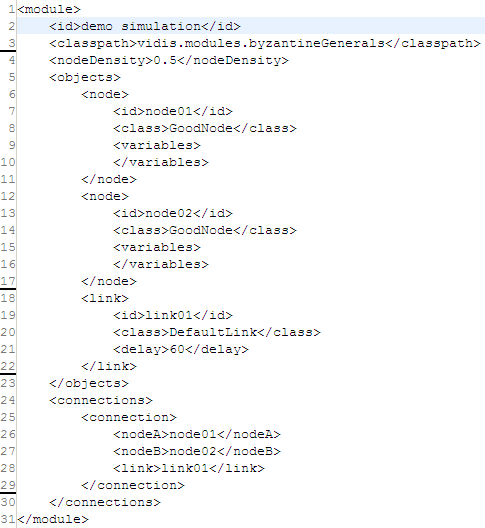 1<module>
2    <id>demo simulation</id>
3    <classpath>vidis.modules.byzantineGenerals</classpath>
4    <nodeDensity>0.5</nodeDensity>
5    <objects>
6        <node>
7            <id>node01</id>
8            <class>GoodNode</class>
9            <variables>
10            </variables>
11        </node>
12        <node>
13            <id>node02</id>
14            <class>GoodNode</class>
15            <variables>
16            </variables>
17        </node>
18        <link>
19            <id>link01</id>
20            <class>DefaultLink</class>
21            <delay>60</delay>
22        </link>
23    </objects>
24    <connections>
25        <connection>
26            <nodeA>node01</nodeA>
27            <nodeB>node02</nodeB>
28            <link>link01</link>
29        </connection>
30    </connections>
31</module>